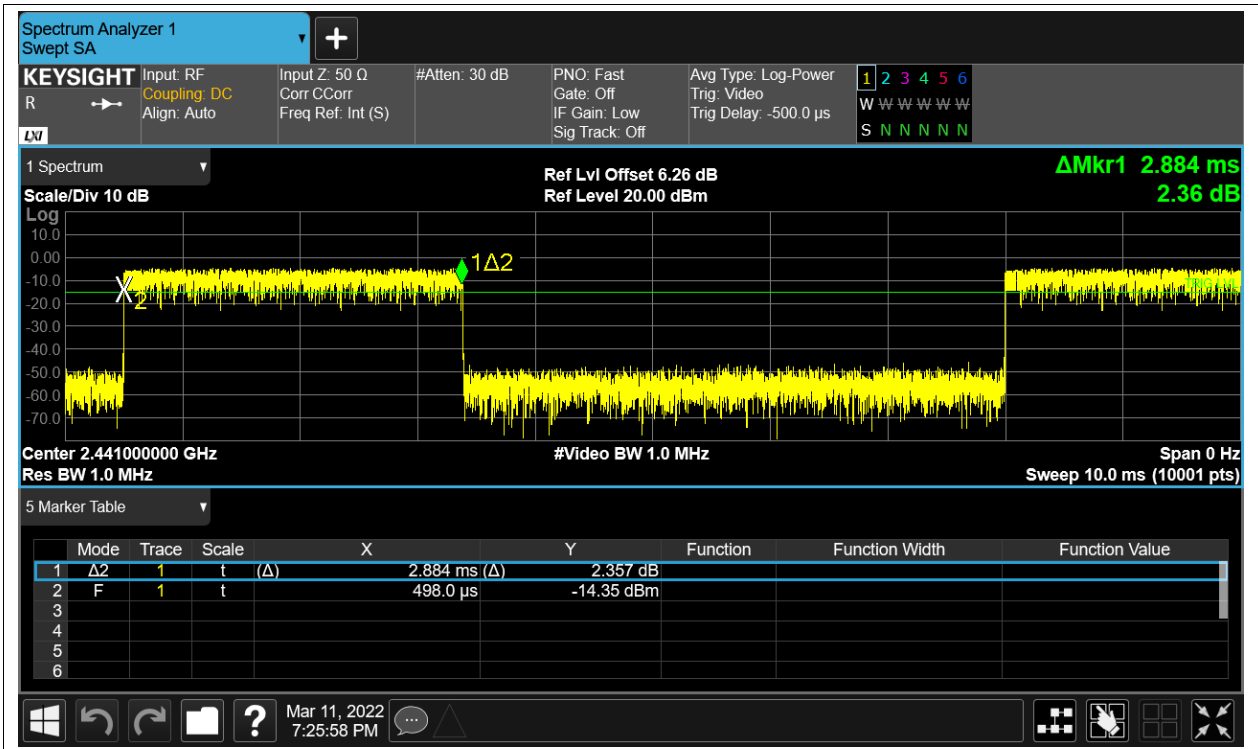 Spectrum Analyzer 1
Swept SA
+
KEYSIGHT Input: RF Input Z: 50 Ω #Atten: 30 dB PNO: Fast Avg Type: Log-Power 1 2 3 4 5 6
R Coupling: DC Corr CCorr Gate: Off Trig: Video W W W W W W
Align: Auto Freq Ref: Int (S) IF Gain: Low Trig Delay: -500.0 µs
LXI Sig Track: Off S N N N N N
1 Spectrum
Ref Lvl Offset 6.26 dB ΔMkr1 2.884 ms
Scale/Div 10 dB Ref Level 20.00 dBm 2.36 dB
Log
10.0
0.00
1Δ2
-10.0
TRIG LVL
2
-20.0
-30.0
-40.0
-50.0
-60.0
-70.0
Center 2.441000000 GHz #Video BW 1.0 MHz Span 0 Hz
Res BW 1.0 MHz Sweep 10.0 ms (10001 pts)
5 Marker Table
Mode Trace Scale X Y Function Function Width Function Value
1 Δ2 1 t (Δ) 2.884 ms (Δ) 2.357 dB
2 F 1 t 498.0 µs -14.35 dBm
3
4
5
6
? Mar 11, 2022
7:25:58 PM